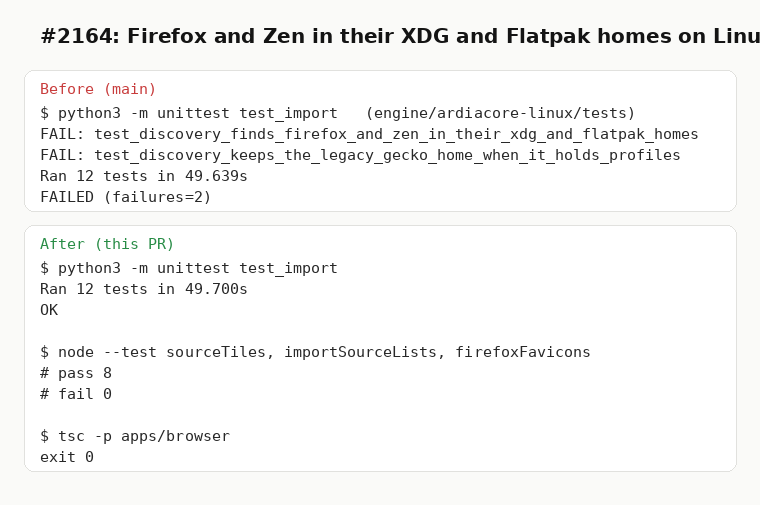 #2164: Firefox and Zen in their XDG and Flatpak homes on Linu
Before (main)
$ python3 -m unittest test_import   (engine/ardiacore-linux/tests)
FAIL: test_discovery_finds_firefox_and_zen_in_their_xdg_and_flatpak_homes
FAIL: test_discovery_keeps_the_legacy_gecko_home_when_it_holds_profiles
Ran 12 tests in 49.639s
FAILED (failures=2)
After (this PR)
$ python3 -m unittest test_import
Ran 12 tests in 49.700s
OK
$ node --test sourceTiles, importSourceLists, firefoxFavicons
# pass 8
# fail 0
$ tsc -p apps/browser
exit 0